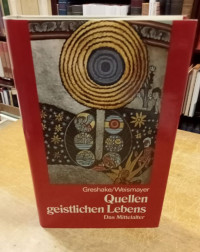 Greshake/Weismayer
Quellen
geistlichen Lebens
Das Mittelalter